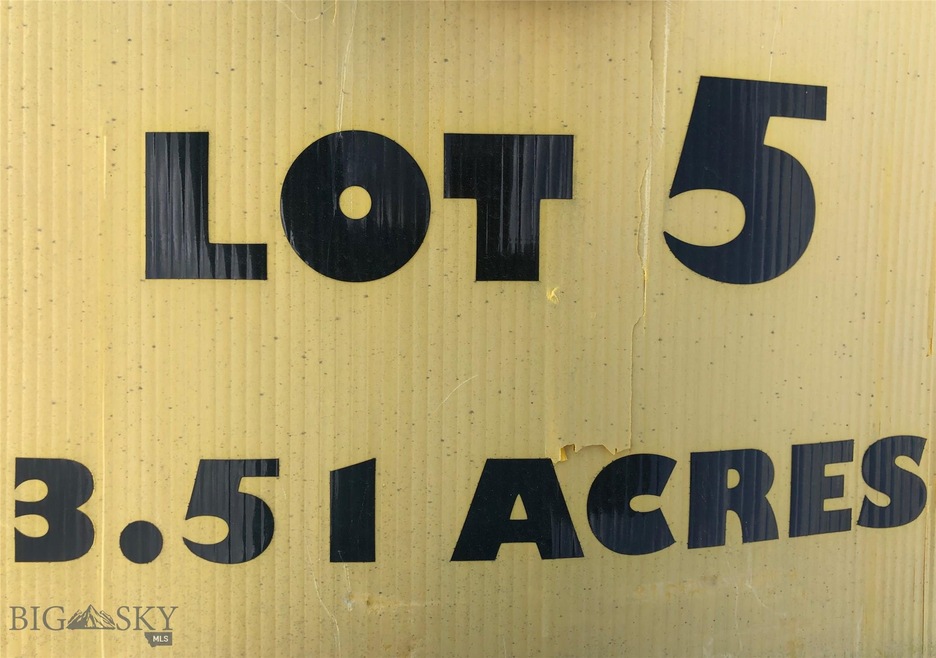 LOT 5
3.51 ACRES
BIG SKY
MLS